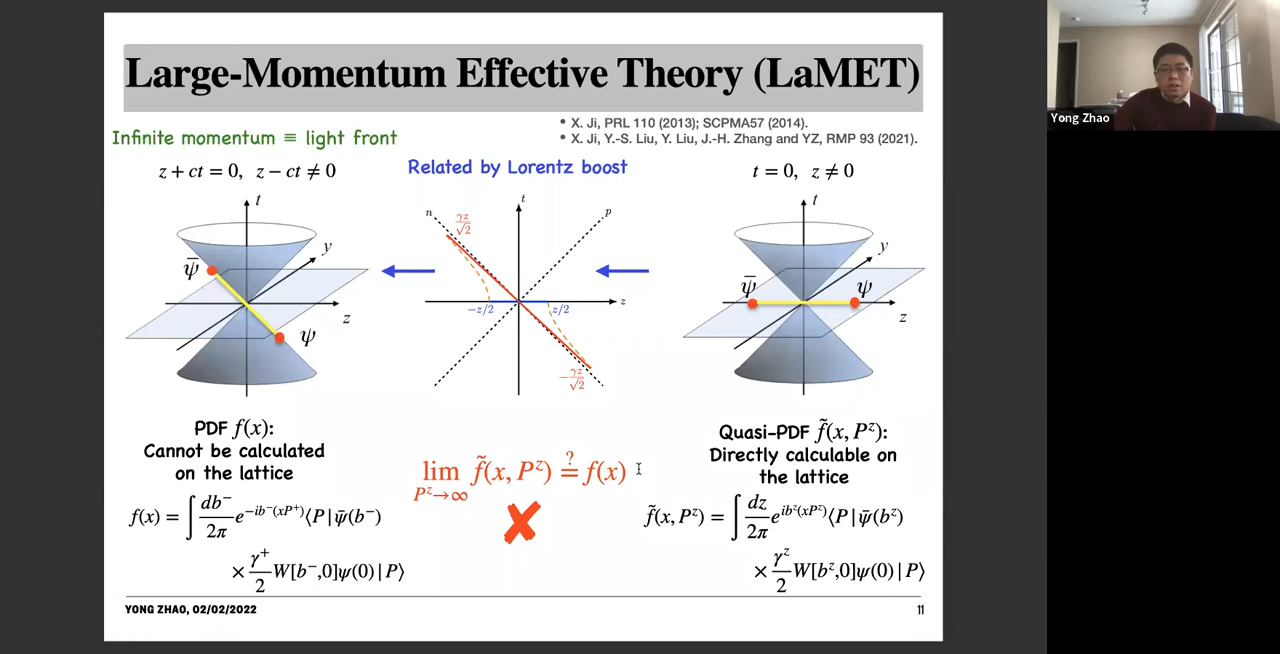 Large-Momentum Effective Theory (LaMET)
• X. Ji, PRL 110 (2013); SCPMA57 (2014).
• X. Ji, Y.-S. Liu, Y. Liu, J.-H. Zhang and YZ, RMP 93 (2021).
Infinite momentum ≡ light front
z + ct = 0, z − ct ≠ 0
Related by Lorentz boost
t = 0, z ≠ 0
t
y
z
ψ̄
ψ
n
γz/√2
t
p
−z/2
z/2
z
−γz/√2
t
y
z
ψ̄
ψ
PDF f(x):
Cannot be calculated
on the lattice
f(x) = ∫ db⁻/2π e^{−ib⁻(xP⁺)}⟨P|ψ̄(b⁻)
× γ⁺/2 W[b⁻,0]ψ(0)|P⟩
lim_{P^z→∞} f̃(x, P^z) =^? f(x)
✘
Quasi-PDF f̃(x, P^z):
Directly calculable on
the lattice
f̃(x, P^z) = ∫ dz/2π e^{ib^z(xP^z)}⟨P|ψ̄(b^z)
× γ^z/2 W[b^z,0]ψ(0)|P⟩
YONG ZHAO, 02/02/2022
11
Yong Zhao